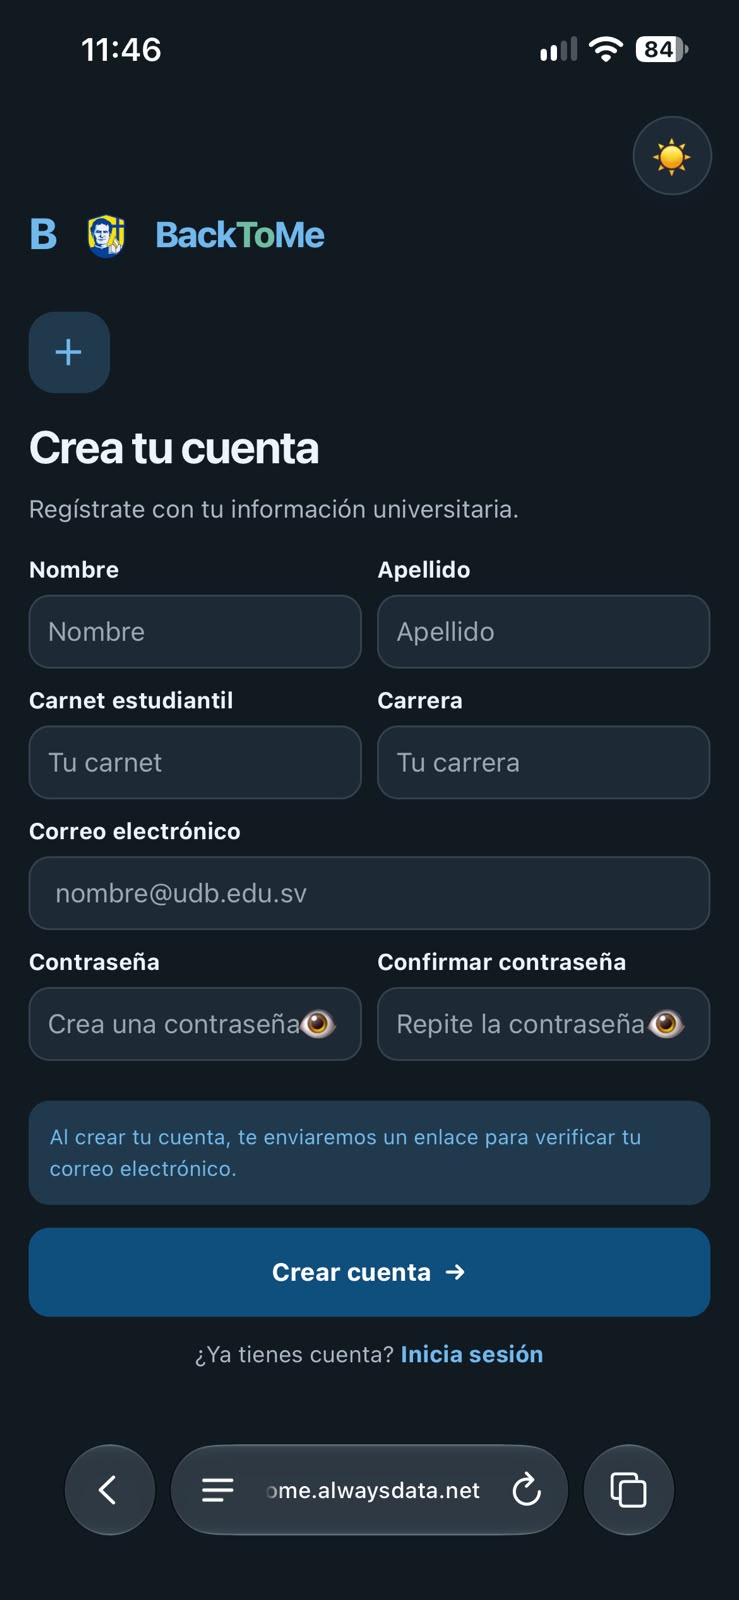 11:46
84
B BackToMe
+
Crea tu cuenta
Regístrate con tu información universitaria.
Nombre Apellido
Nombre Apellido
Carnet estudiantil Carrera
Tu carnet Tu carrera
Correo electrónico
nombre@udb.edu.sv
Contraseña Confirmar contraseña
Crea una contraseña Repite la contraseña
Al crear tu cuenta, te enviaremos un enlace para verificar tu
correo electrónico.
Crear cuenta →
¿Ya tienes cuenta? Inicia sesión
ome.alwaysdata.net